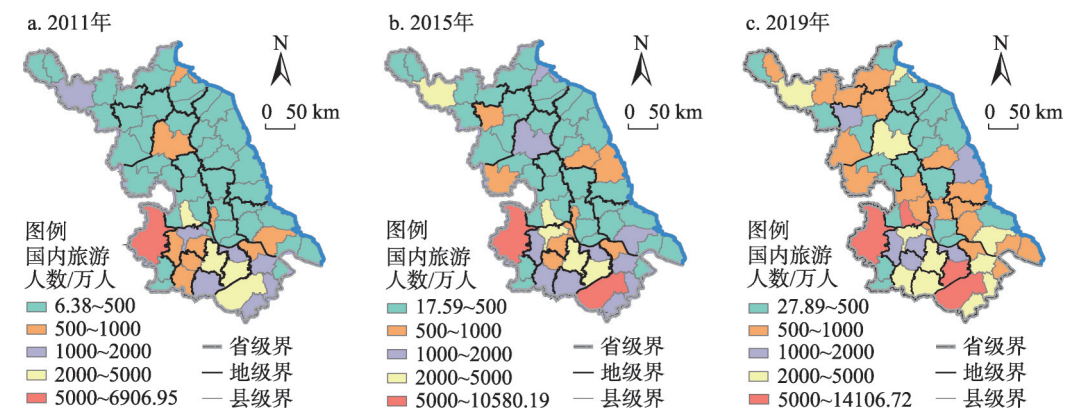 a. 2011年
N
0 50 km
图例
国内旅游
人数/万人
6.38~500
500~1000
1000~2000
2000~5000
5000~6906.95
省级界
地级界
县级界
b. 2015年
N
0 50 km
图例
国内旅游
人数/万人
17.59~500
500~1000
1000~2000
2000~5000
5000~10580.19
省级界
地级界
县级界
c. 2019年
N
0 50 km
图例
国内旅游
人数/万人
27.89~500
500~1000
1000~2000
2000~5000
5000~14106.72
省级界
地级界
县级界